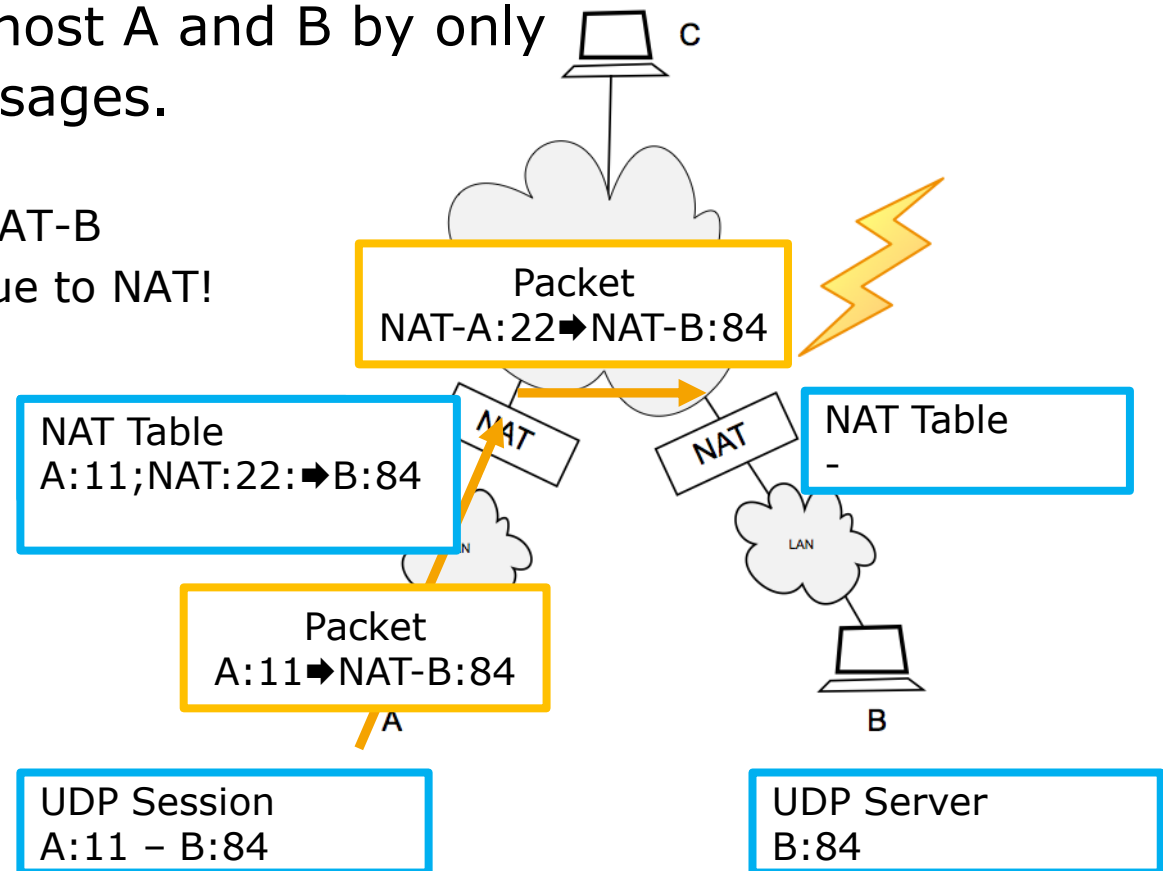 host A and B by only
sages.
C
AT-B
ue to NAT!
Packet
NAT-A:22➡NAT-B:84
NAT Table
A:11;NAT:22:➡B:84
NAT
NAT
NAT Table
-
N
LAN
Packet
A:11➡NAT-B:84
A
B
UDP Session
A:11 – B:84
UDP Server
B:84